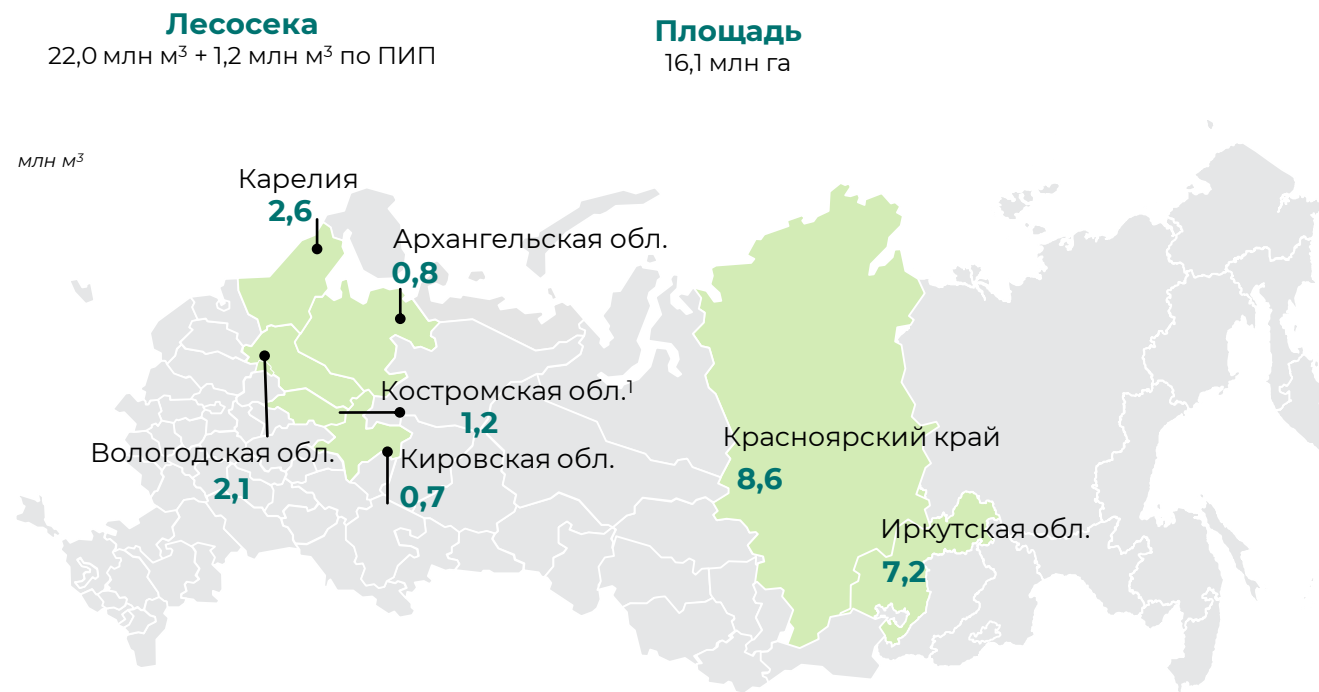 Лесосека
22,0 млн м³ + 1,2 млн м³ по ПИП
Площадь
16,1 млн га
млн м³
Карелия
2,6
Архангельская обл.
0,8
Костромская обл.¹
1,2
Вологодская обл.
2,1
Кировская обл.
0,7
Красноярский край
8,6
Иркутская обл.
7,2